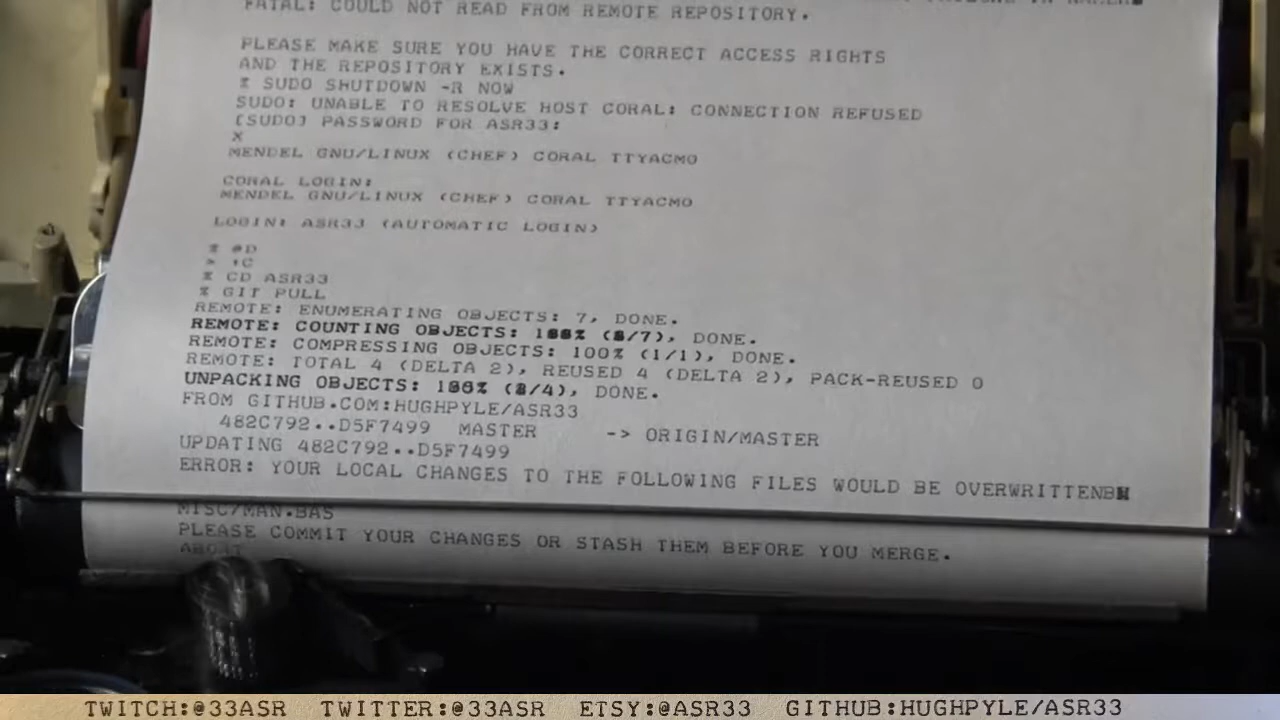 FATAL: COULD NOT READ FROM REMOTE REPOSITORY.
PLEASE MAKE SURE YOU HAVE THE CORRECT ACCESS RIGHTS
AND THE REPOSITORY EXISTS.
% SUDO SHUTDOWN -R NOW
SUDO: UNABLE TO RESOLVE HOST CORAL: CONNECTION REFUSED
[SUDO] PASSWORD FOR ASR33:
X
MENDEL GNU/LINUX (CHEF) CORAL TTYACM0
CORAL LOGIN:
MENDEL GNU/LINUX (CHEF) CORAL TTYACM0
LOGIN: ASR33 (AUTOMATIC LOGIN)
% @D
> ↑C
% CD ASR33
% GIT PULL
REMOTE: ENUMERATING OBJECTS: 7, DONE.
REMOTE: COUNTING OBJECTS: 100% (8/7), DONE.
REMOTE: COMPRESSING OBJECTS: 100% (1/1), DONE.
REMOTE: TOTAL 4 (DELTA 2), REUSED 4 (DELTA 2), PACK-REUSED 0
UNPACKING OBJECTS: 100% (8/4), DONE.
FROM GITHUB.COM:HUGHPYLE/ASR33
482C792..D5F7499 MASTER -> ORIGIN/MASTER
UPDATING 482C792..D5F7499
ERROR: YOUR LOCAL CHANGES TO THE FOLLOWING FILES WOULD BE OVERWRITTEN
MISC/MAN.BAS
PLEASE COMMIT YOUR CHANGES OR STASH THEM BEFORE YOU MERGE.
ABORT
TWITCH:@33ASR TWITTER:@33ASR ETSY:@ASR33 GITHUB:HUGHPYLE/ASR33